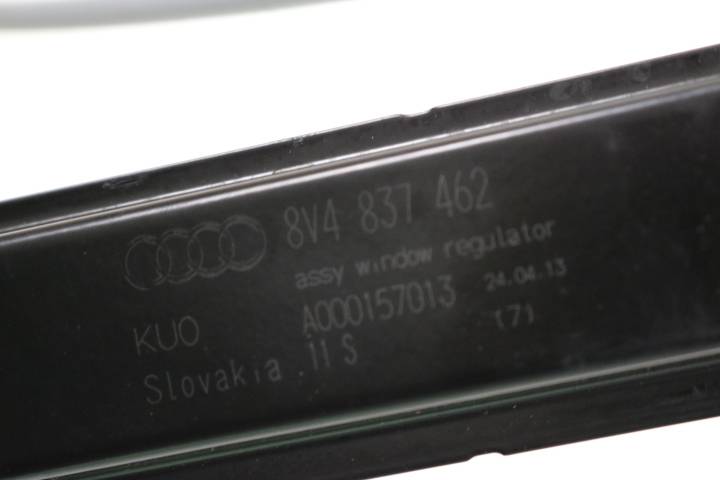 8V4 837 462
assy window regulator
A000157013 24.04.13
KUO (7)
Slovakia .11 S